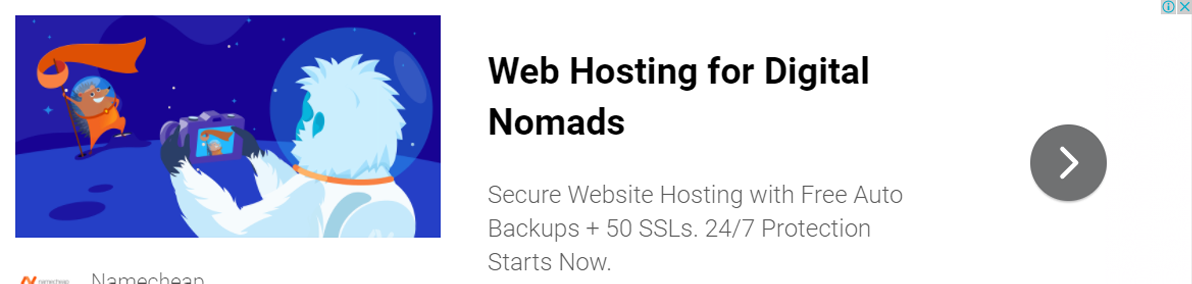 Web Hosting for Digital
Nomads
Secure Website Hosting with Free Auto
Backups + 50 SSLs. 24/7 Protection
Starts Now.
namecheap
Namecheap